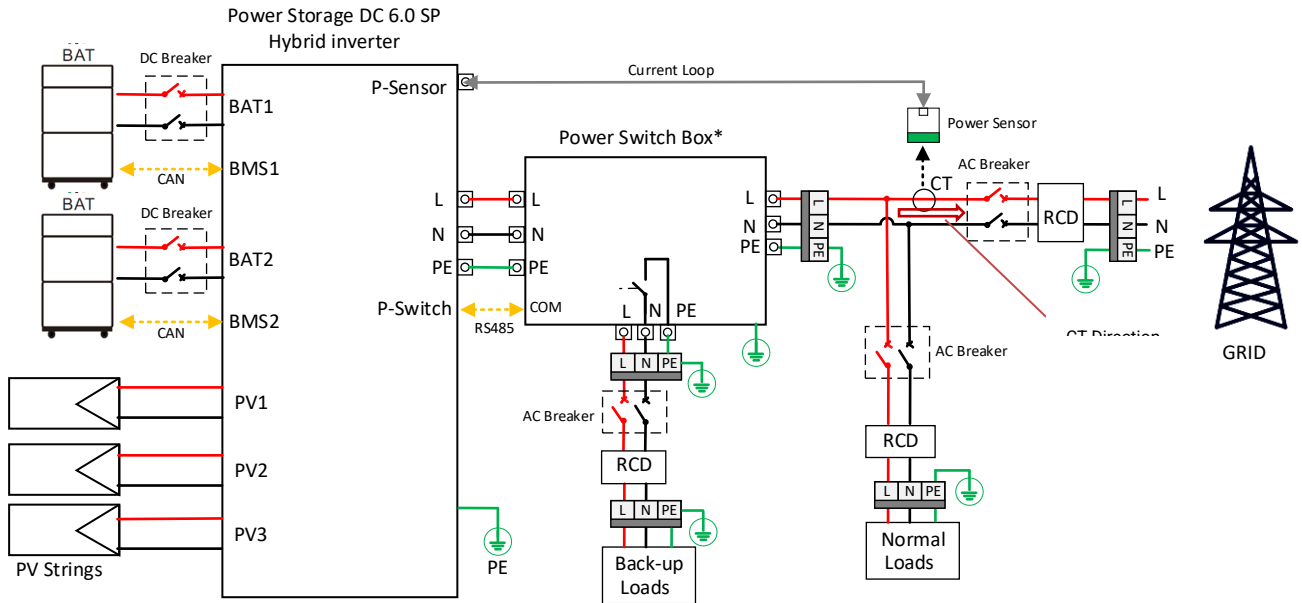 Power Storage DC 6.0 SP
Hybrid inverter
BAT
DC Breaker
P-Sensor
Current Loop
BAT1
Power Sensor
Power Switch Box*
AC Breaker
CAN
BMS1
CT
BAT
L
L
L
L
N
PE
RCD
L
N
PE
L
DC Breaker
N
N
N
N
BAT2
PE
PE
PE
PE
P-Switch
COM
L
N
PE
CAN
BMS2
RS485
CT Direction
GRID
AC Breaker
L
N
PE
PV1
AC Breaker
RCD
PV2
RCD
L
N
PE
L
N
PE
PV3
PV Strings
PE
Back-up
Loads
Normal
Loads